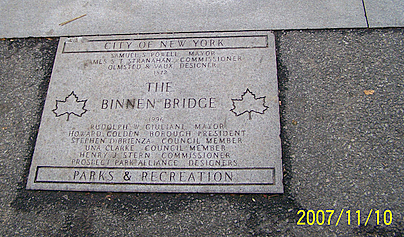 CITY OF NEW YORK
SAMUEL S. POWELL MAYOR
JAMES S.T. STRANAHAN, COMMISSIONER
OLMSTED & VAUX, DESIGNER
THE
BINNEN BRIDGE
1996
RUDOLPH W. GIULIANI MAYOR
HOWARD GOLDEN BOROUGH PRESIDENT
STEPHEN DiBRIENZA COUNCIL MEMBER
UNA CLARKE COUNCIL MEMBER
HENRY J. STERN COMMISSIONER
PROSPECT PARK ALLIANCE DESIGNERS
PARKS & RECREATION
2007/11/10